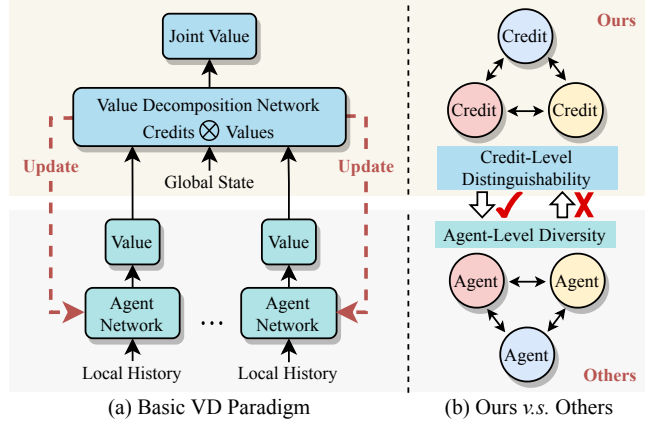 Joint Value
Value Decomposition Network
Credits ⊗ Values
Update
Update
Global State
Value
Value
Agent
Network
...
Agent
Network
Local History
Local History
(a) Basic VD Paradigm
Ours
Credit
Credit
Credit
Credit-Level
Distinguishability
Agent-Level Diversity
Agent
Agent
Agent
Others
(b) Ours v.s. Others